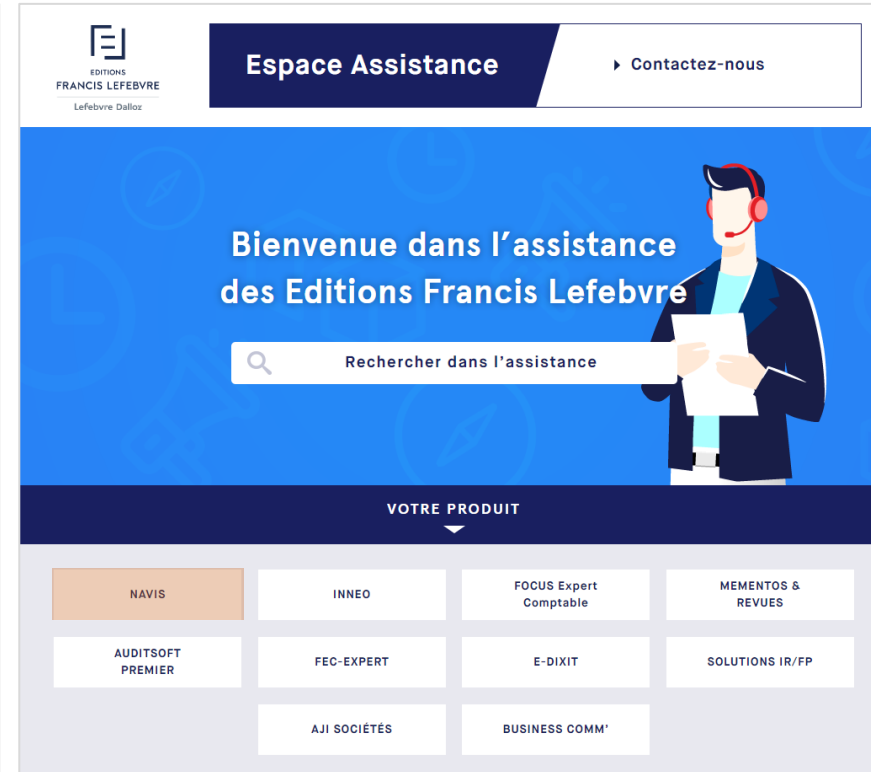 EDITIONS
FRANCIS LEFEBVRE
Lefebvre Dalloz
Espace Assistance
Contactez-nous
Bienvenue dans l’assistance
des Editions Francis Lefebvre
Rechercher dans l’assistance
VOTRE PRODUIT
NAVIS
INNEO
FOCUS Expert
Comptable
MEMENTOS &
REVUES
AUDITSOFT
PREMIER
FEC-EXPERT
E-DIXIT
SOLUTIONS IR/FP
AJI SOCIÉTÉS
BUSINESS COMM’